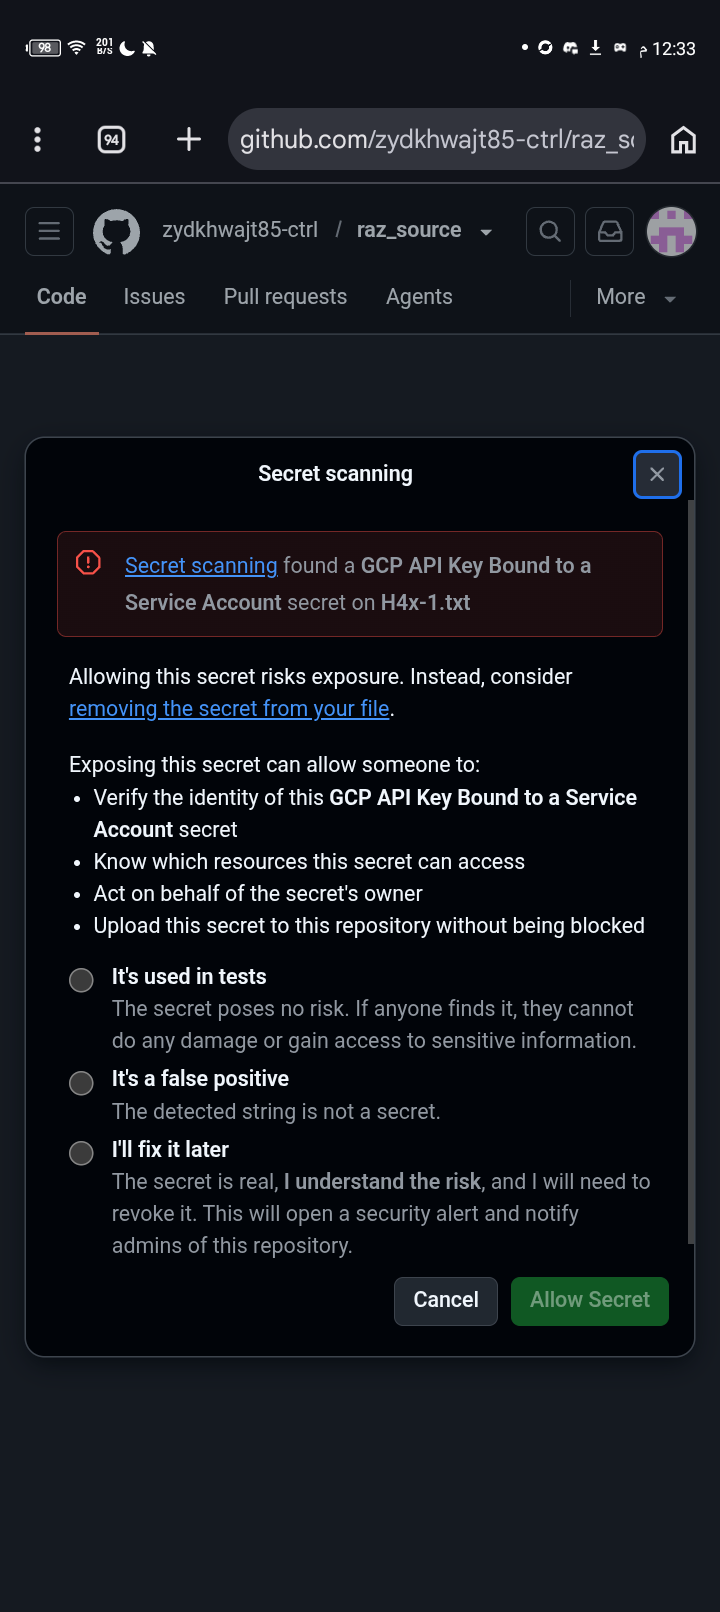 98
201
B/S
12:33 م
94
github.com/zydkhwajt85-ctrl/raz_s
zydkhwajt85-ctrl / raz_source
Code Issues Pull requests Agents More
Secret scanning
Secret scanning found a GCP API Key Bound to a
Service Account secret on H4x-1.txt
Allowing this secret risks exposure. Instead, consider
removing the secret from your file.
Exposing this secret can allow someone to:
• Verify the identity of this GCP API Key Bound to a Service
Account secret
• Know which resources this secret can access
• Act on behalf of the secret's owner
• Upload this secret to this repository without being blocked
It's used in tests
The secret poses no risk. If anyone finds it, they cannot
do any damage or gain access to sensitive information.
It's a false positive
The detected string is not a secret.
I'll fix it later
The secret is real, I understand the risk, and I will need to
revoke it. This will open a security alert and notify
admins of this repository.
Cancel Allow Secret